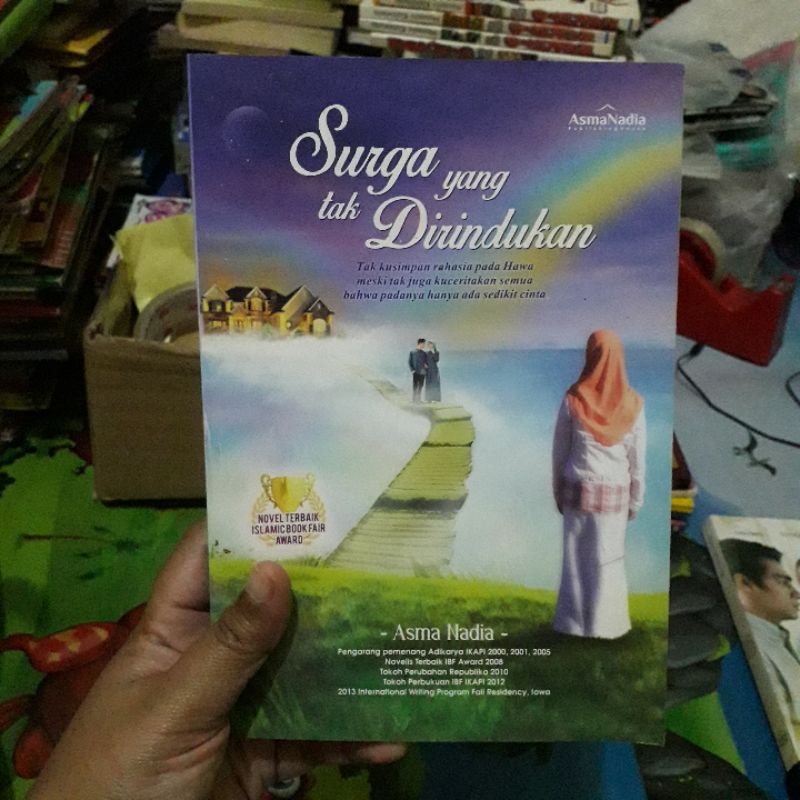 AsmaNadia
Publishing House
Surga yang
tak Dirindukan
Tak kusimpan rahasia pada Hawa
meski tak juga kuceritakan semua
bahwa padanya hanya ada sedikit cinta
NOVEL TERBAIK
ISLAMIC BOOK FAIR
AWARD
- Asma Nadia -
Pengarang pemenang Adikarya IKAPI 2000, 2001, 2005
Novelis Terbaik IBF Award 2008
Tokoh Perubahan Republika 2010
Tokoh Perbukuan IBF IKAPI 2012
2013 International Writing Program Fall Residency, Iowa